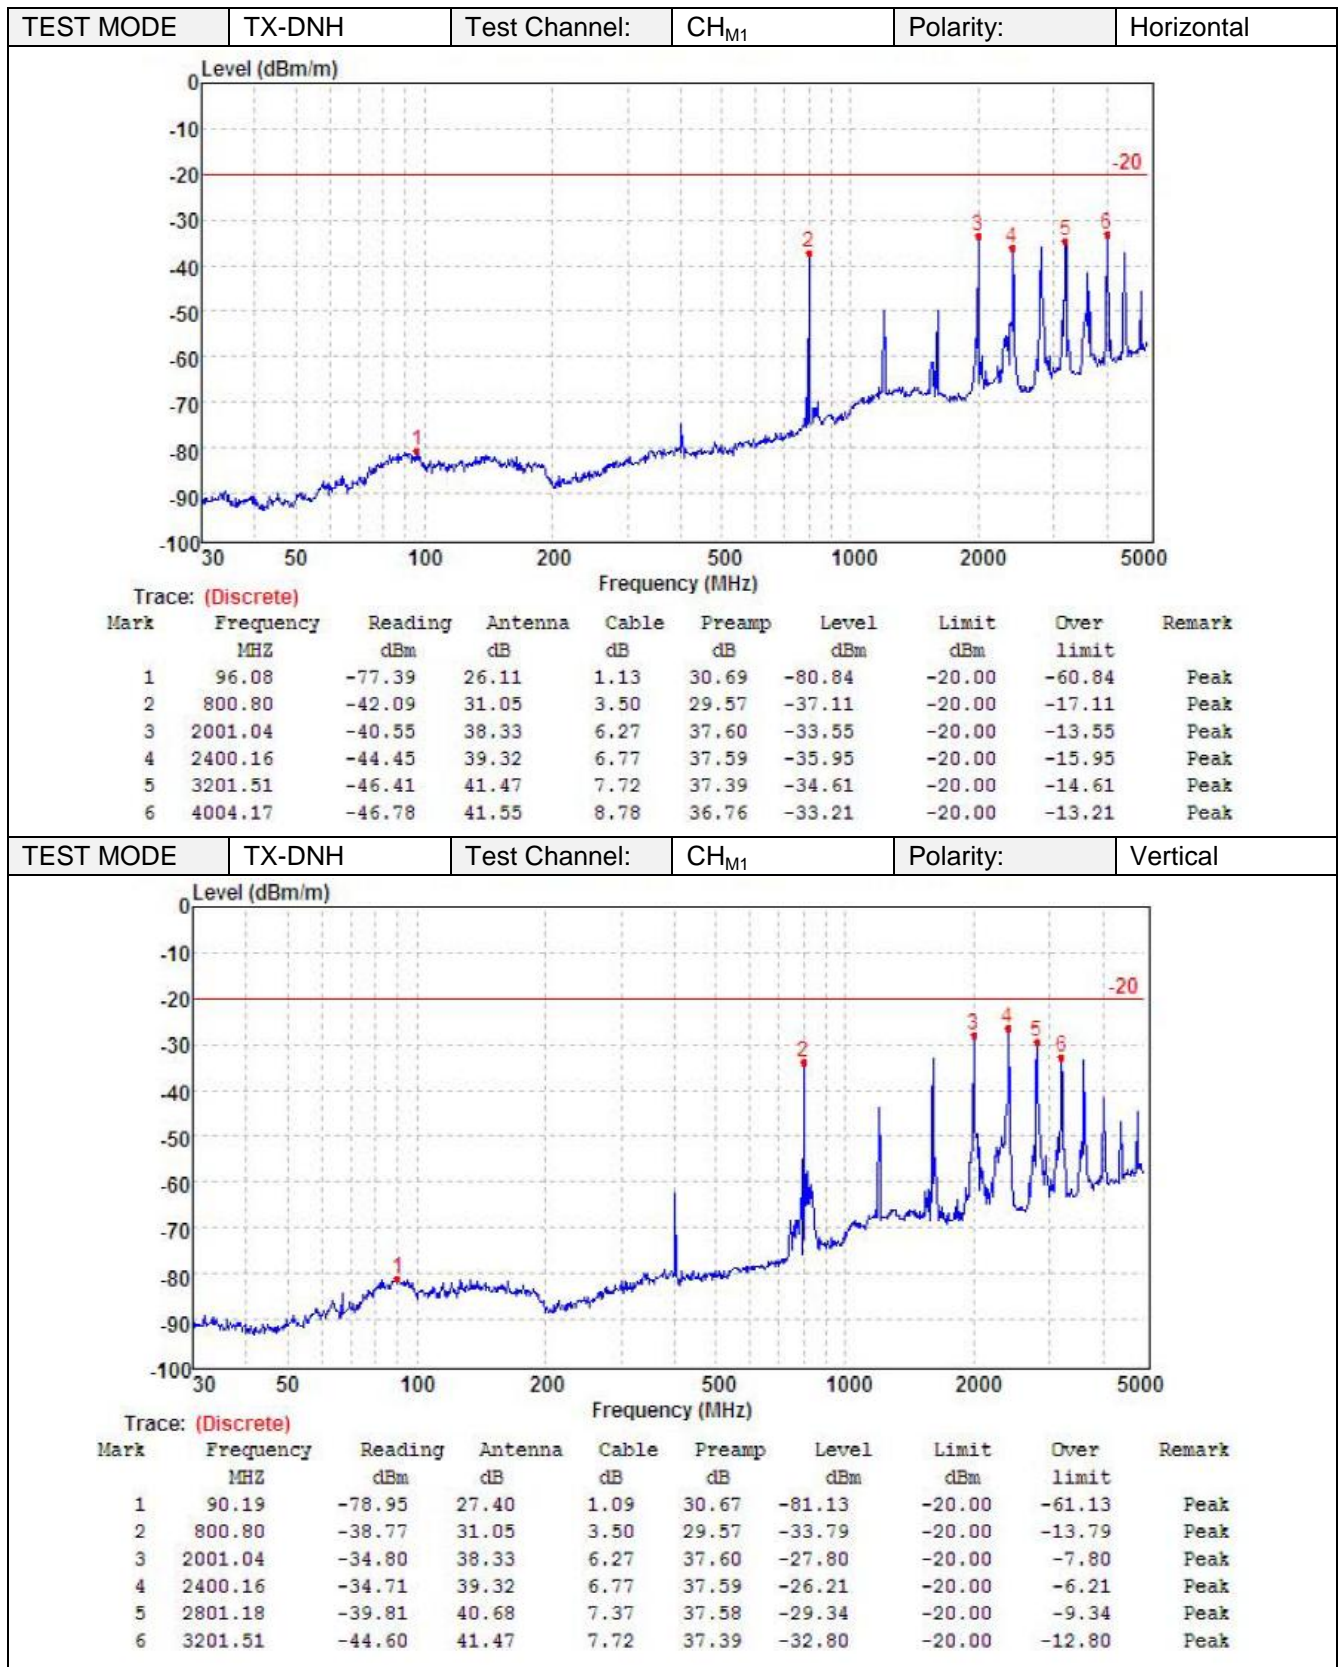 TEST MODE TX-DNH Test Channel: CHM1 Polarity: Horizontal
Level (dBm/m)
0
-10
-20
-30
-40
-50
-60
-70
-80
-90
-100
-20
1 2 3 4 5 6
30 50 100 200 500 1000 2000 5000
Frequency (MHz)
Trace: (Discrete)
Mark Frequency Reading Antenna Cable Preamp Level Limit Over Remark
MHZ dBm dB dB dB dBm dBm limit
1 96.08 -77.39 26.11 1.13 30.69 -80.84 -20.00 -60.84 Peak
2 800.80 -42.09 31.05 3.50 29.57 -37.11 -20.00 -17.11 Peak
3 2001.04 -40.55 38.33 6.27 37.60 -33.55 -20.00 -13.55 Peak
4 2400.16 -44.45 39.32 6.77 37.59 -35.95 -20.00 -15.95 Peak
5 3201.51 -46.41 41.47 7.72 37.39 -34.61 -20.00 -14.61 Peak
6 4004.17 -46.78 41.55 8.78 36.76 -33.21 -20.00 -13.21 Peak
TEST MODE TX-DNH Test Channel: CHM1 Polarity: Vertical
Level (dBm/m)
0
-10
-20
-30
-40
-50
-60
-70
-80
-90
-100
-20
1 2 3 4 5 6
30 50 100 200 500 1000 2000 5000
Frequency (MHz)
Trace: (Discrete)
Mark Frequency Reading Antenna Cable Preamp Level Limit Over Remark
MHZ dBm dB dB dB dBm dBm limit
1 90.19 -78.95 27.40 1.09 30.67 -81.13 -20.00 -61.13 Peak
2 800.80 -38.77 31.05 3.50 29.57 -33.79 -20.00 -13.79 Peak
3 2001.04 -34.80 38.33 6.27 37.60 -27.80 -20.00 -7.80 Peak
4 2400.16 -34.71 39.32 6.77 37.59 -26.21 -20.00 -6.21 Peak
5 2801.18 -39.81 40.68 7.37 37.58 -29.34 -20.00 -9.34 Peak
6 3201.51 -44.60 41.47 7.72 37.39 -32.80 -20.00 -12.80 Peak